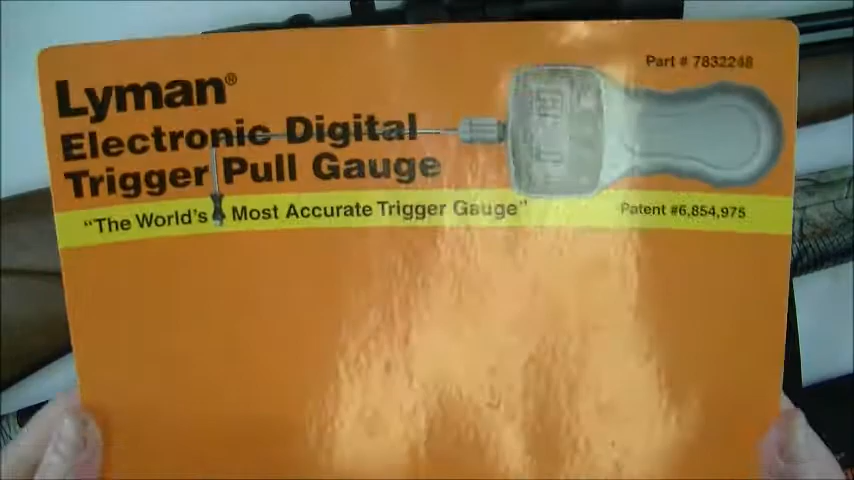 Lyman®
Part # 7832248
Electronic Digital
Trigger Pull Gauge
"The World's Most Accurate Trigger Gauge"
Patent #6,854,975